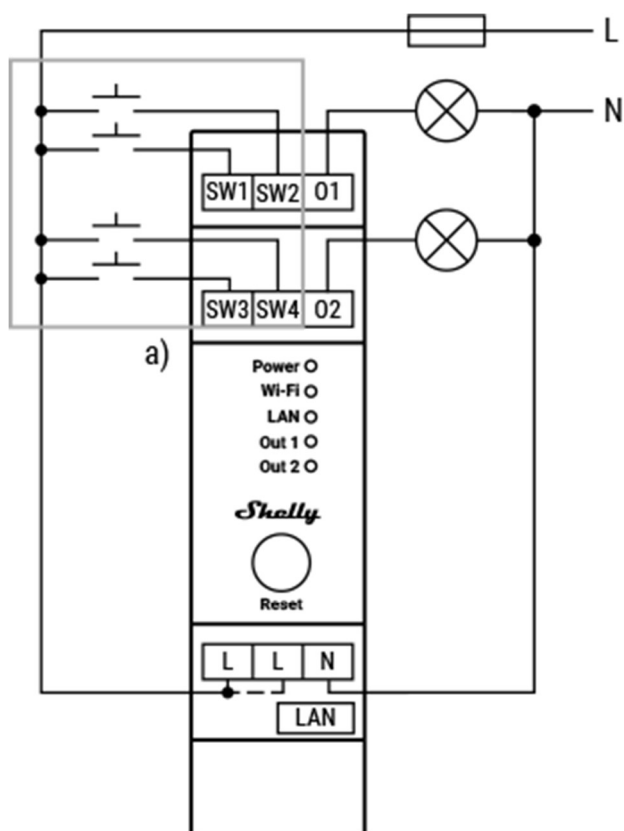 L
N
SW1 SW2 O1
SW3 SW4 O2
a)
Power
Wi-Fi
LAN
Out 1
Out 2
Shelly
Reset
L L N
LAN